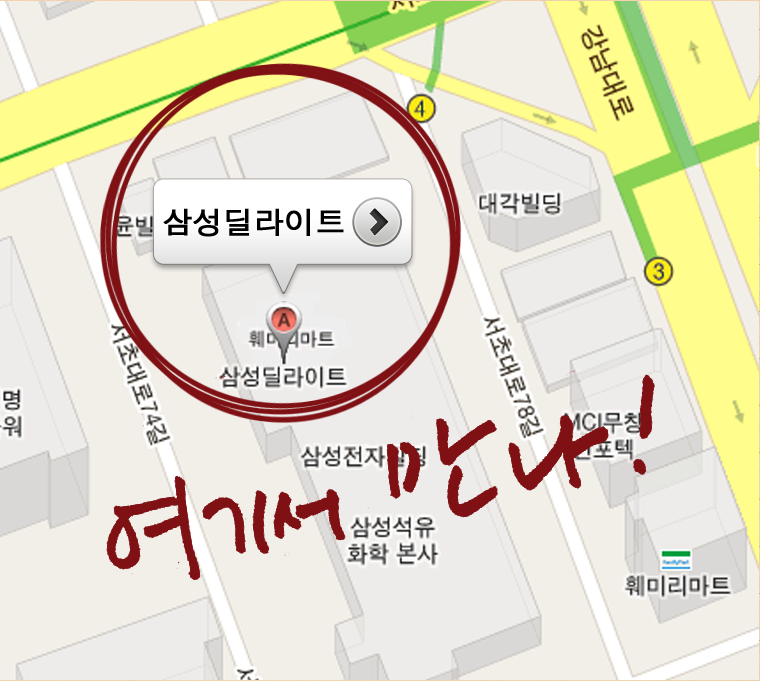 강남대로
4
대각빌딩
윤빌
삼성딜라이트
3
A
훼미리마트
삼성딜라이트
서초대로74길
서초대로78길
명
워
MCI무창
삼성전자빌딩
여기서 만나!
삼성석유
화학 본사
FamilyMart
훼미리마트